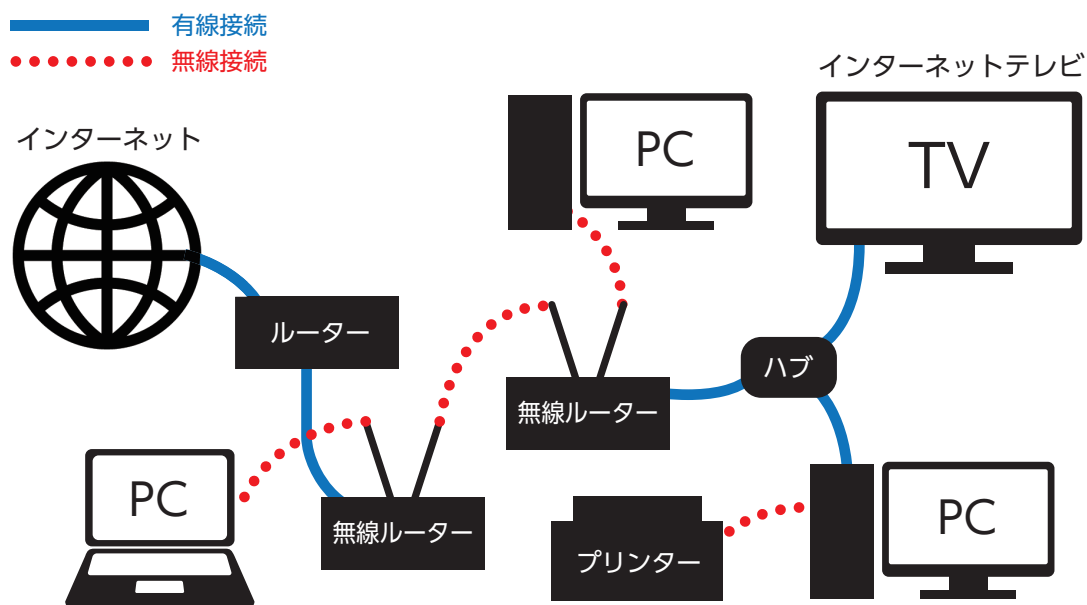 有線接続
無線接続
インターネットテレビ
インターネット
PC
TV
ルーター
ハブ
無線ルーター
PC
無線ルーター
プリンター
PC